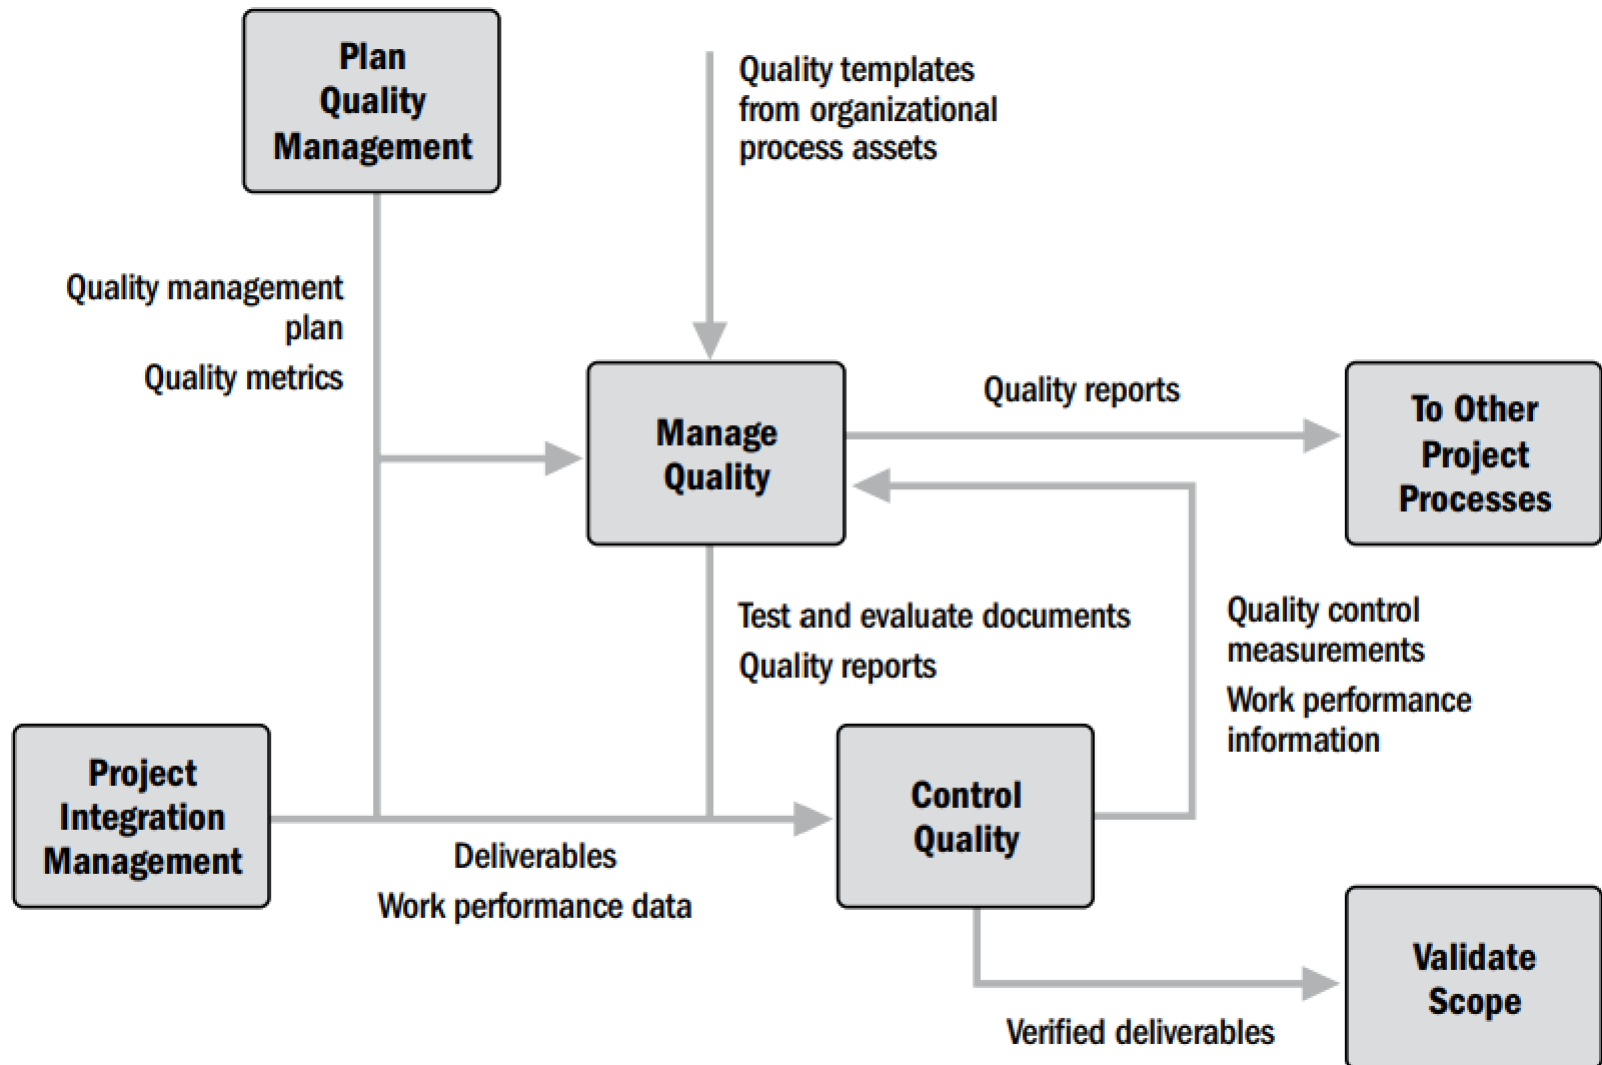 Plan
Quality
Management
Quality templates
from organizational
process assets
Quality management
plan
Quality metrics
Manage
Quality
Quality reports
To Other
Project
Processes
Test and evaluate documents
Quality reports
Quality control
measurements
Work performance
information
Project
Integration
Management
Deliverables
Work performance data
Control
Quality
Validate
Scope
Verified deliverables